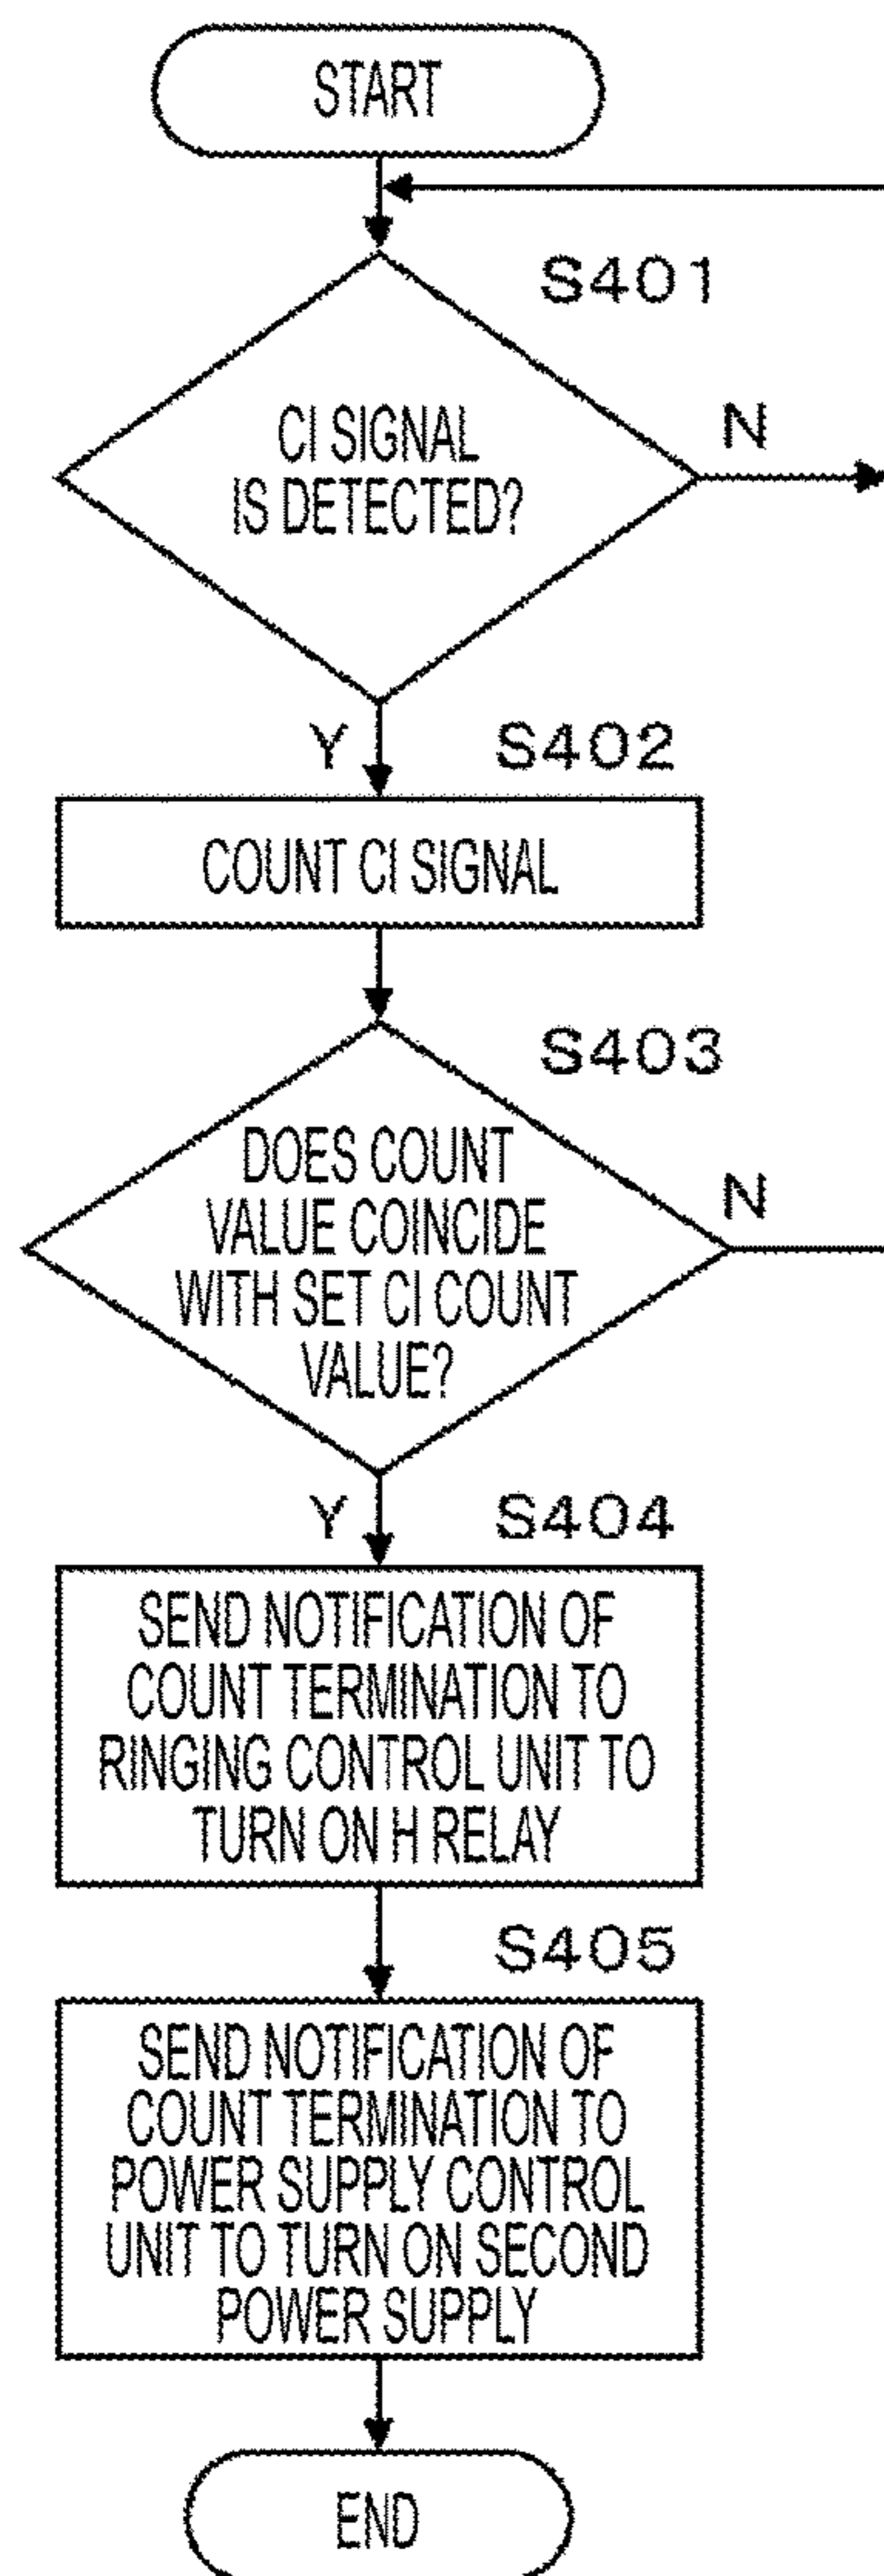 START
S401
CI SIGNAL
IS DETECTED?
N
Y
S402
COUNT CI SIGNAL
S403
DOES COUNT
VALUE COINCIDE
WITH SET CI COUNT
VALUE?
N
Y
S404
SEND NOTIFICATION OF
COUNT TERMINATION TO
RINGING CONTROL UNIT TO
TURN ON H RELAY
S405
SEND NOTIFICATION OF
COUNT TERMINATION TO
POWER SUPPLY CONTROL
UNIT TO TURN ON SECOND
POWER SUPPLY
END